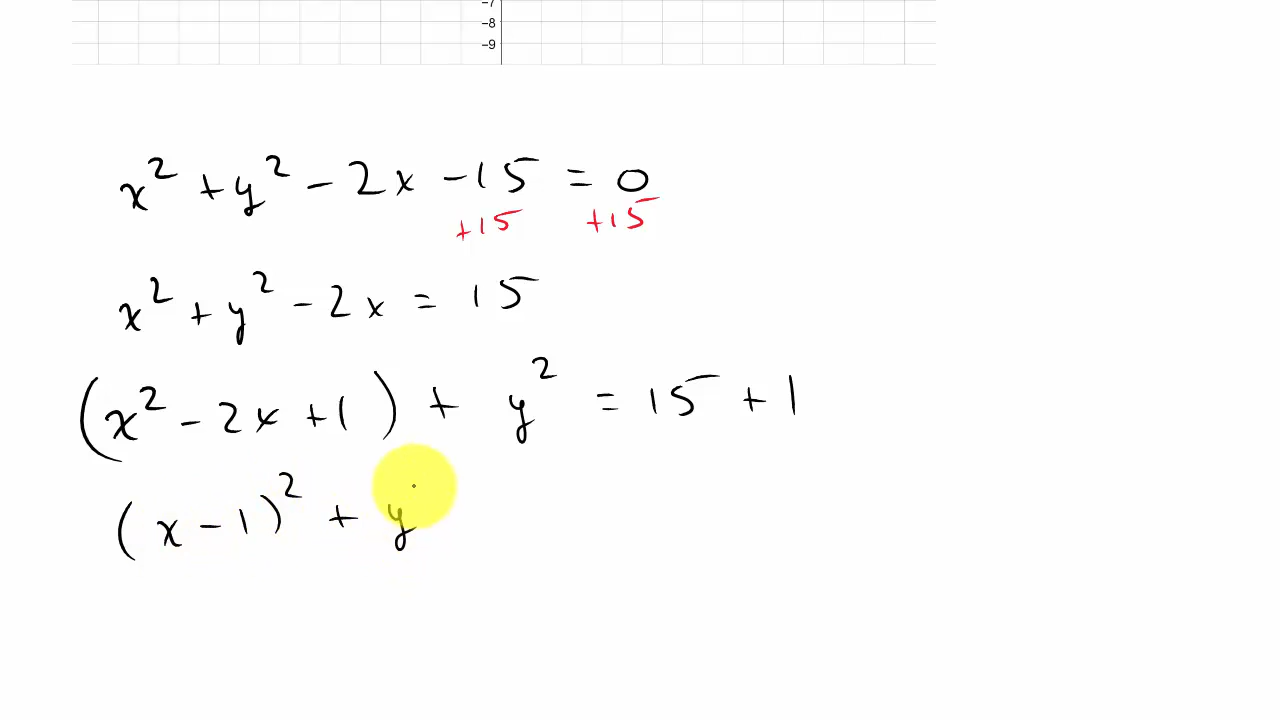 -7
-8
-9
x² + y² - 2x - 15 = 0
+15 +15
x² + y² - 2x = 15
(x² - 2x + 1) + y² = 15 + 1
(x - 1)² + y